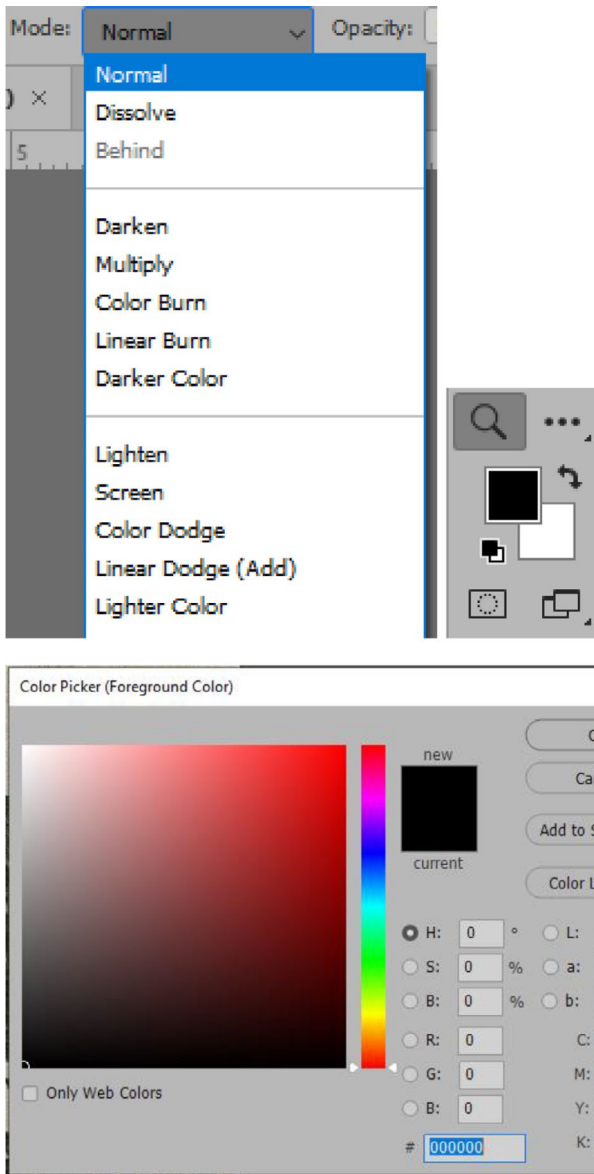 Mode: Normal Opacity:
Normal
) ×
Dissolve
5
Behind
Darken
Multiply
Color Burn
Linear Burn
Darker Color
Lighten
Screen
Color Dodge
Linear Dodge (Add)
Lighter Color
Color Picker (Foreground Color)
new
current
Add to
Color
H: 0 ° L:
S: 0 % a:
B: 0 % b:
R: 0 C:
G: 0 M:
B: 0 Y:
# 000000 K:
Only Web Colors